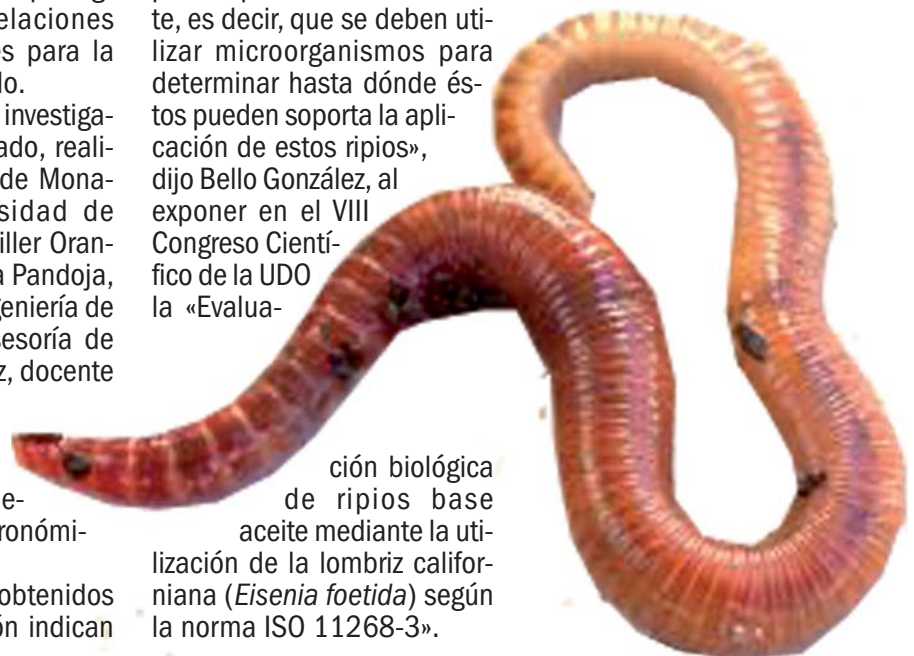 elaciones
s para la
lo.
investiga-
ado, reali-
de Mona-
sidad de
iller Oran-
a Pandoja,
geniería de
sesoría de
z, docente
e-
ronómi-
obtenidos
ón indican
te, es decir, que se deben uti-
lizar microorganismos para
determinar hasta dónde és-
tos pueden soporta la apli-
cación de estos ripios»,
dijo Bello González, al
exponer en el VIII
Congreso Cientí-
fico de la UDO
la «Evalua-
ción biológica
de ripios base
aceite mediante la uti-
lización de la lombriz califor-
niana (Eisenia foetida) según
la norma ISO 11268-3».